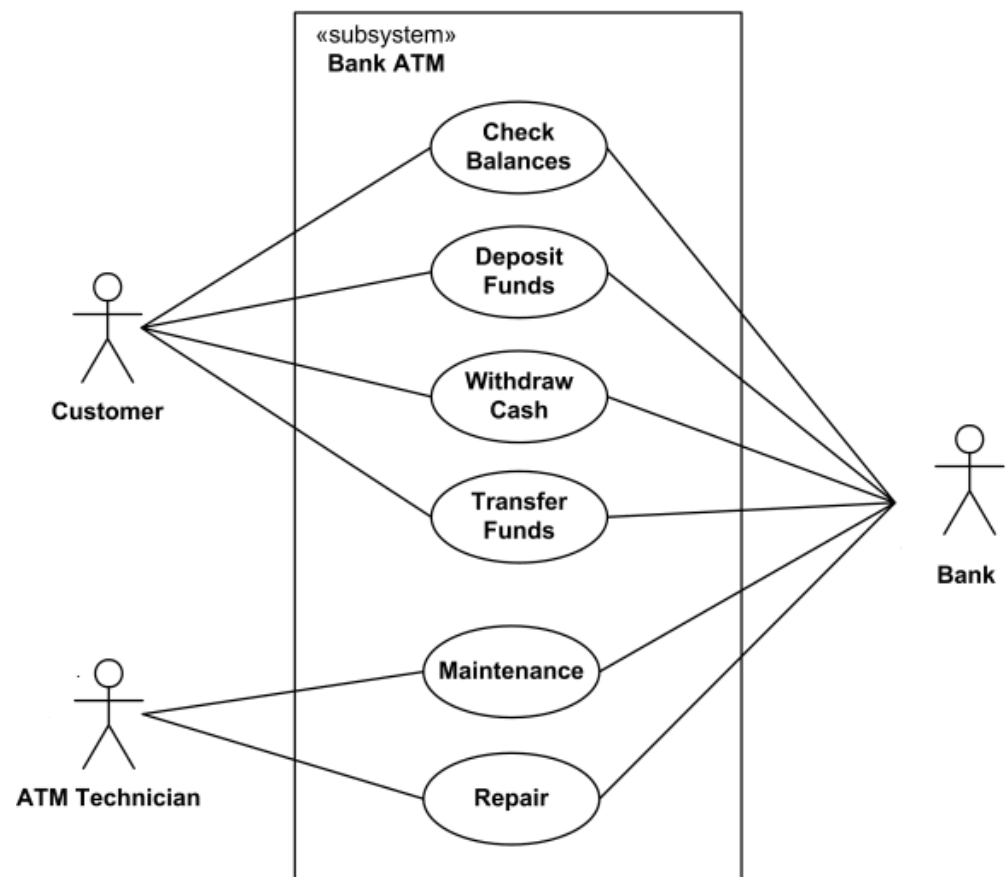 «subsystem»
Bank ATM
Check
Balances
Deposit
Funds
Customer
Withdraw
Cash
Transfer
Funds
Bank
Maintenance
ATM Technician
Repair